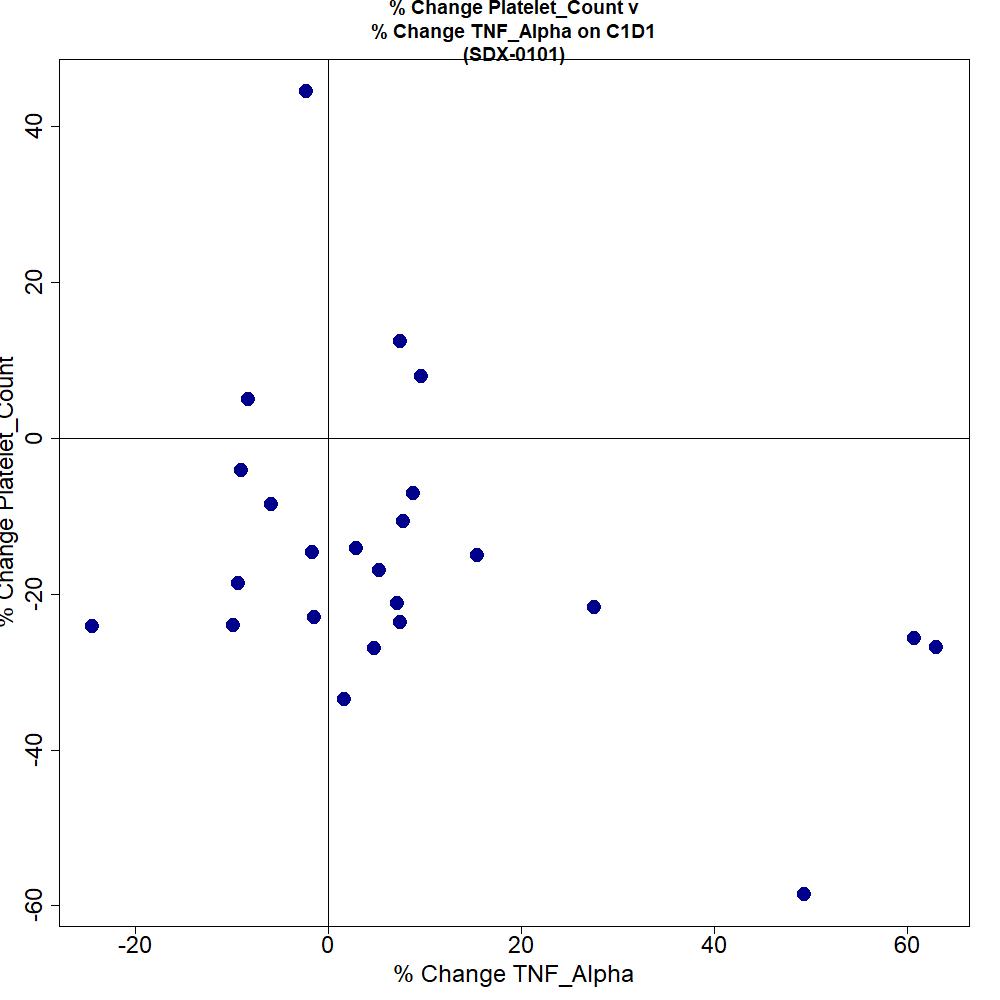 % Change Platelet_Count v
% Change TNF_Alpha on C1D1
(SDX-0101)
% Change Platelet_Count
40
20
0
-20
-40
-60
-20
0
20
40
60
% Change TNF_Alpha